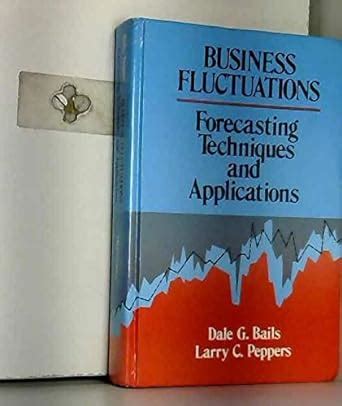 BUSINESS
FLUCTUATIONS
Forecasting
Techniques
and
Applications
Dale G. Bails
Larry C. Peppers